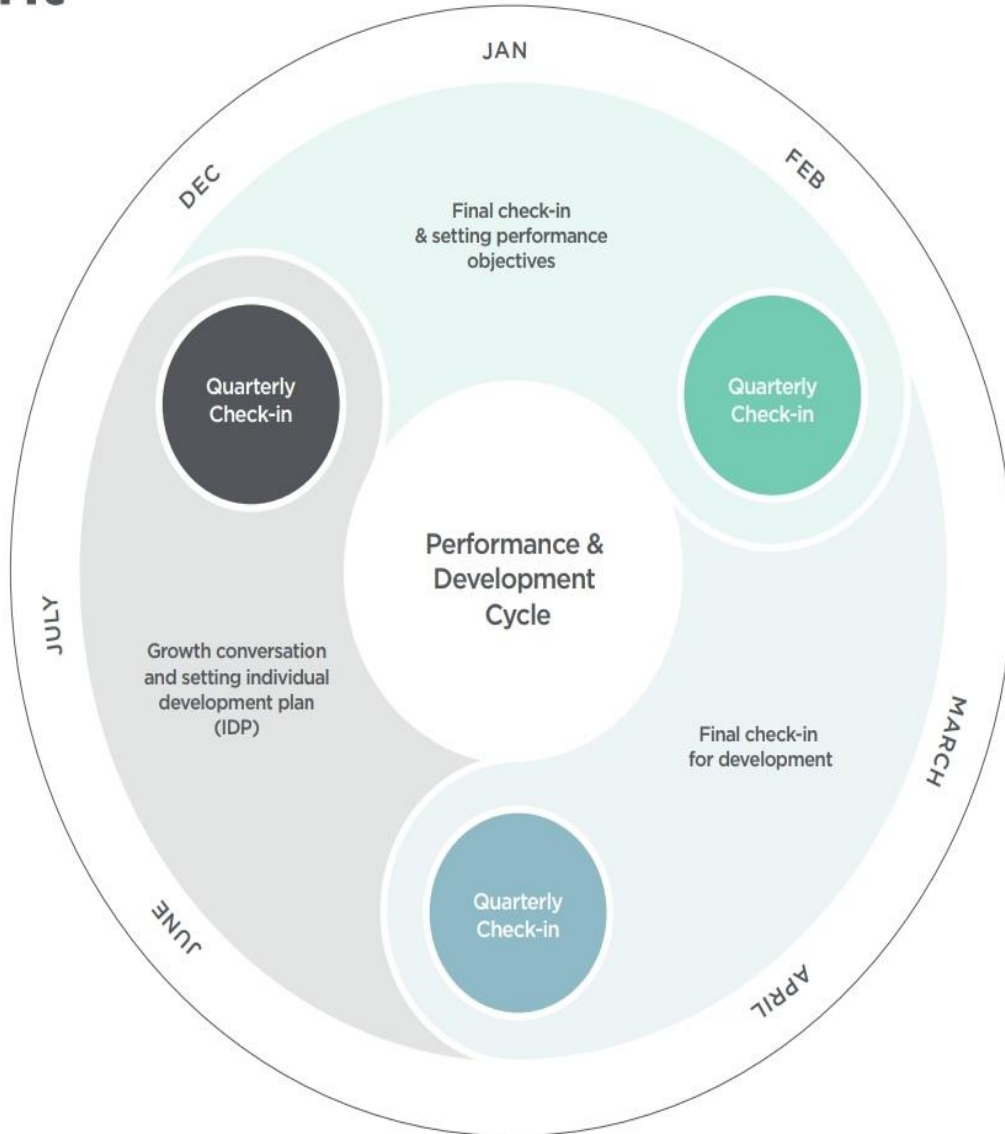 JAN
FEB
MARCH
APRIL
JUNE
JULY
DEC
Final check-in
& setting performance
objectives
Quarterly
Check-in
Quarterly
Check-in
Performance &
Development
Cycle
Growth conversation
and setting individual
development plan
(IDP)
Final check-in
for development
Quarterly
Check-in